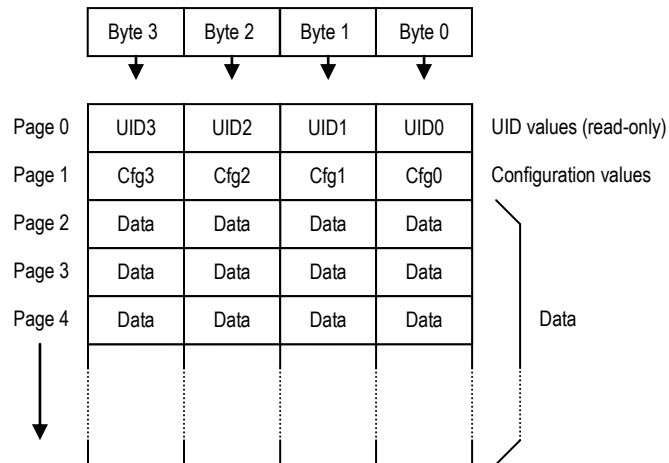 Byte 3 Byte 2 Byte 1 Byte 0
Page 0 UID3 UID2 UID1 UID0 UID values (read-only)
Page 1 Cfg3 Cfg2 Cfg1 Cfg0 Configuration values
Page 2 Data Data Data Data
Page 3 Data Data Data Data
Page 4 Data Data Data Data Data